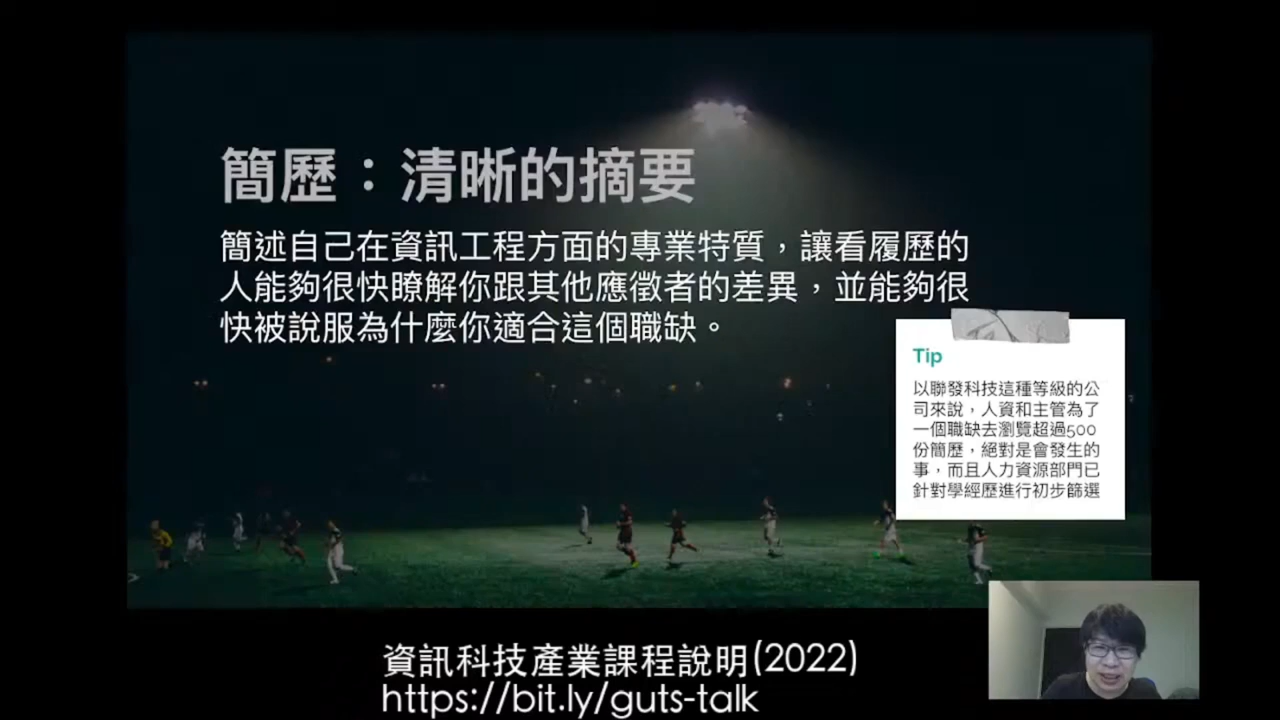 簡歷：清晰的摘要
簡述自己在資訊工程方面的專業特質，讓看履歷的
人能夠很快瞭解你跟其他應徵者的差異，並能夠很
快被說服為什麼你適合這個職缺。
Tip
以聯發科技這種等級的公
司來說，人資和主管為了
一個職缺去瀏覽超過500
份簡歷，絕對是會發生的
事，而且人力資源部門已
針對學經歷進行初步篩選
資訊科技產業課程說明(2022)
https://bit.ly/guts-talk